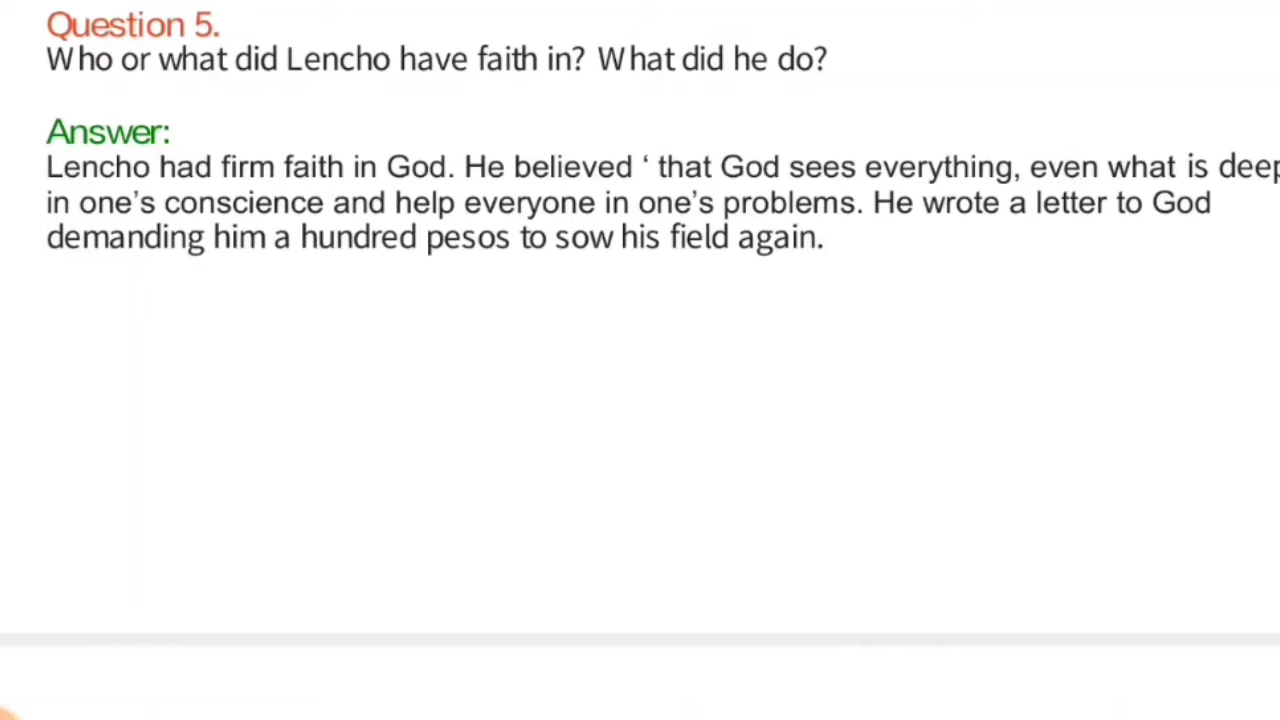 Question 5.
Who or what did Lencho have faith in? What did he do?
Answer:
Lencho had firm faith in God. He believed ‘ that God sees everything, even what is deep
in one’s conscience and help everyone in one’s problems. He wrote a letter to God
demanding him a hundred pesos to sow his field again.